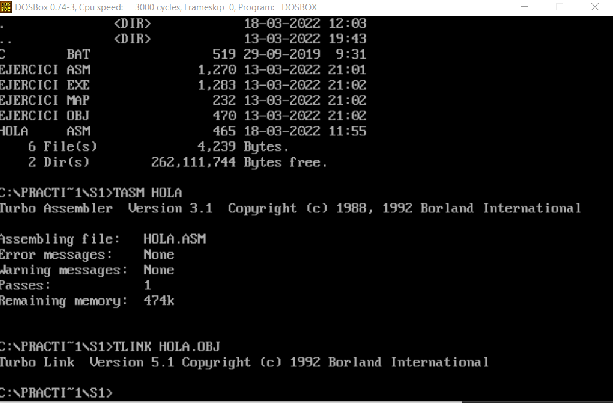 DOSBox 0.74-3, Cpu speed: 3000 cycles, Frameskip 0, Program: DOSBOX
. <DIR> 18-03-2022 12:03
.. <DIR> 13-03-2022 19:43
C BAT 519 29-09-2019 9:31
EJERCICI ASM 1,270 13-03-2022 21:01
EJERCICI EXE 1,283 13-03-2022 21:02
EJERCICI MAP 232 13-03-2022 21:02
EJERCICI OBJ 470 13-03-2022 21:02
HOLA ASM 465 18-03-2022 11:55
6 File(s) 4,239 Bytes.
2 Dir(s) 262,111,744 Bytes free.
C:\PRACTI~1\S1>TASM HOLA
Turbo Assembler Version 3.1 Copyright (c) 1988, 1992 Borland International
Assembling file: HOLA.ASM
Error messages: None
Warning messages: None
Passes: 1
Remaining memory: 474k
C:\PRACTI~1\S1>TLINK HOLA.OBJ
Turbo Link Version 5.1 Copyright (c) 1992 Borland International
C:\PRACTI~1\S1>